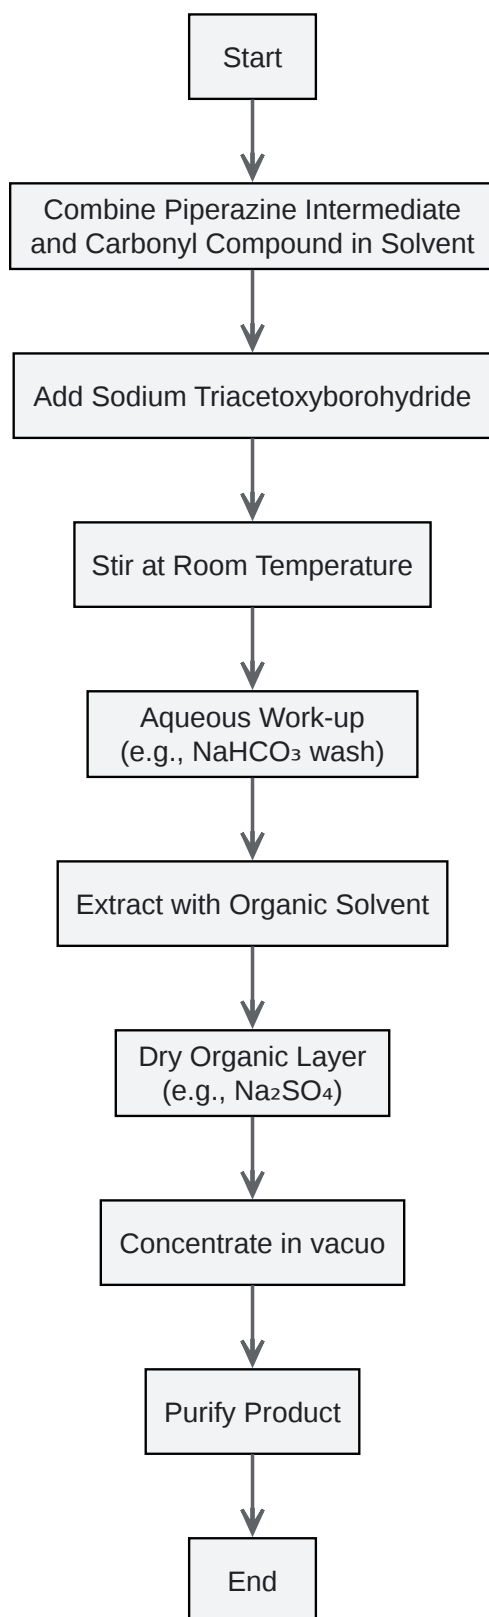 Start
Combine Piperazine Intermediate
and Carbonyl Compound in Solvent
Add Sodium Triacetoxyborohydride
Stir at Room Temperature
Aqueous Work-up
(e.g., NaHCO₃ wash)
Extract with Organic Solvent
Dry Organic Layer
(e.g., Na₂SO₄)
Concentrate in vacuo
Purify Product
End